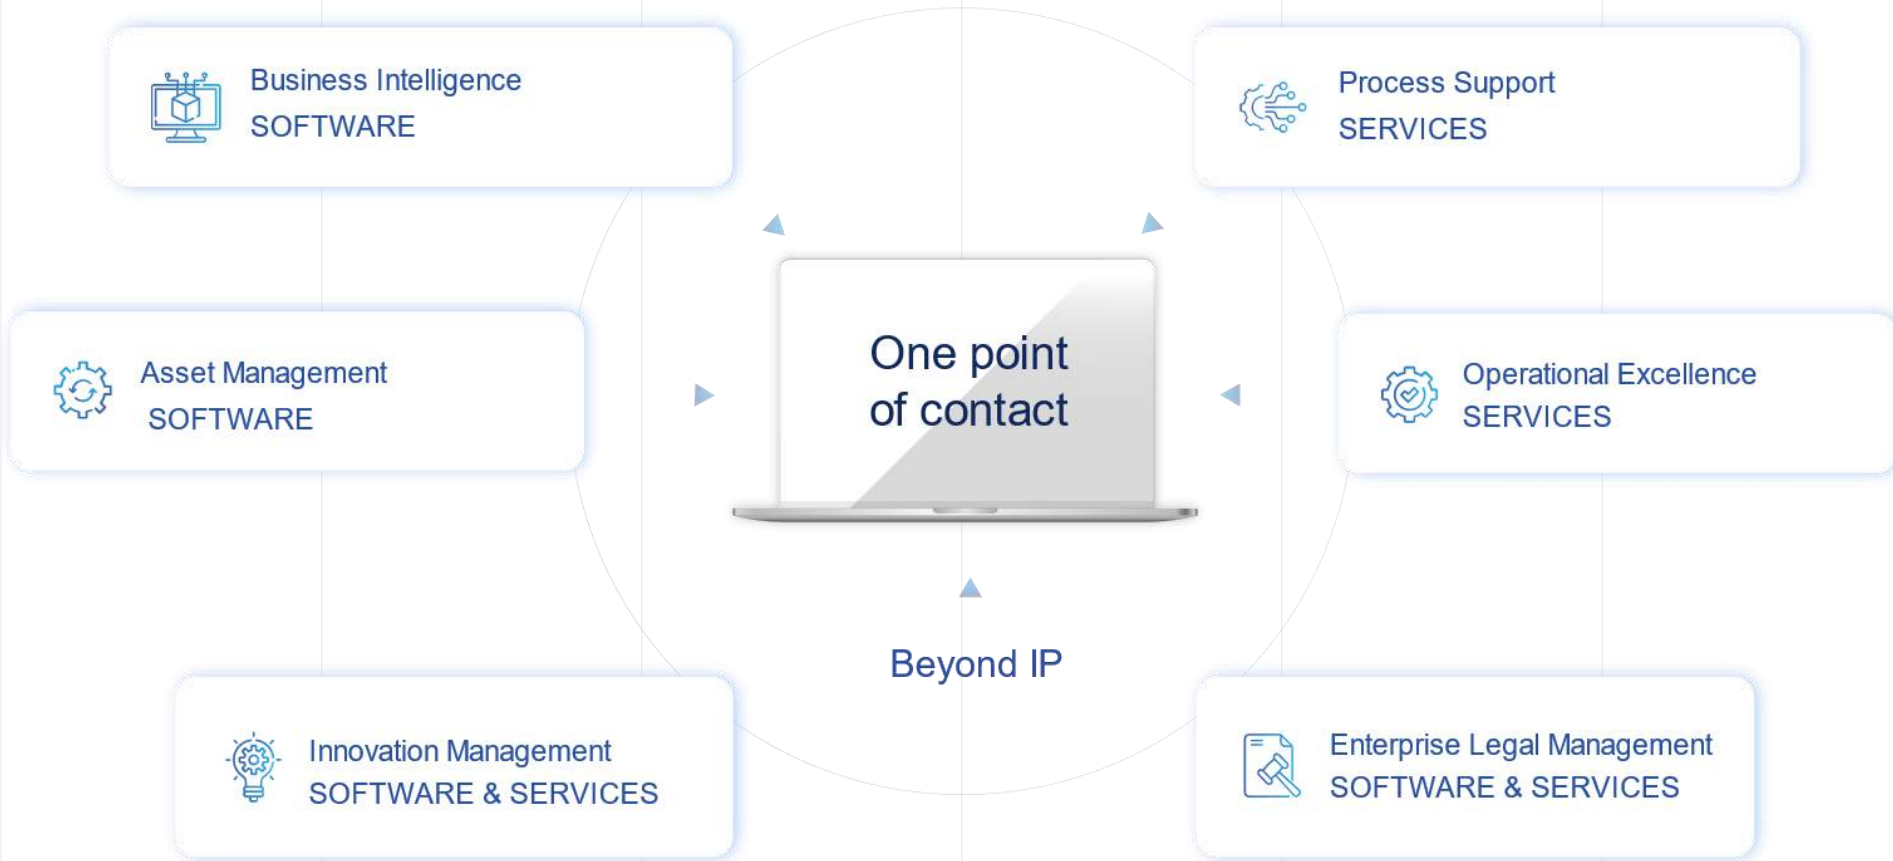 Business Intelligence
SOFTWARE
Process Support
SERVICES
Asset Management
SOFTWARE
One point
of contact
Operational Excellence
SERVICES
Beyond IP
Innovation Management
SOFTWARE & SERVICES
Enterprise Legal Management
SOFTWARE & SERVICES